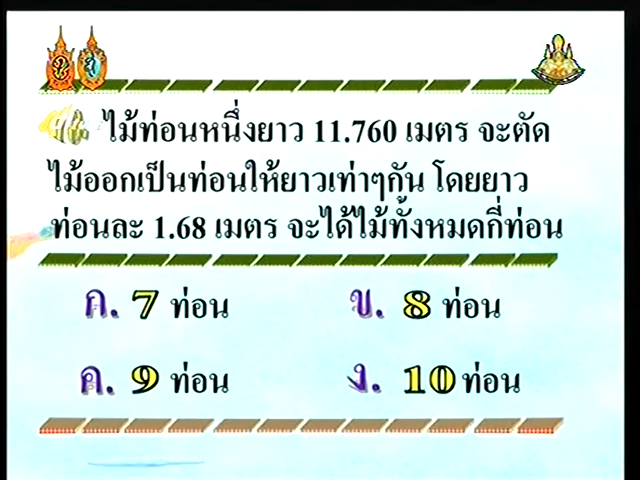 ไม้ท่อนหนึ่งยาว 11.760 เมตร จะตัด
ไม้ออกเป็นท่อนให้ยาวเท่าๆกัน โดยยาว
ท่อนละ 1.68 เมตร จะได้ไม้ทั้งหมดกี่ท่อน
ก. 7 ท่อน ข. 8 ท่อน
ค. 9 ท่อน ง. 10 ท่อน